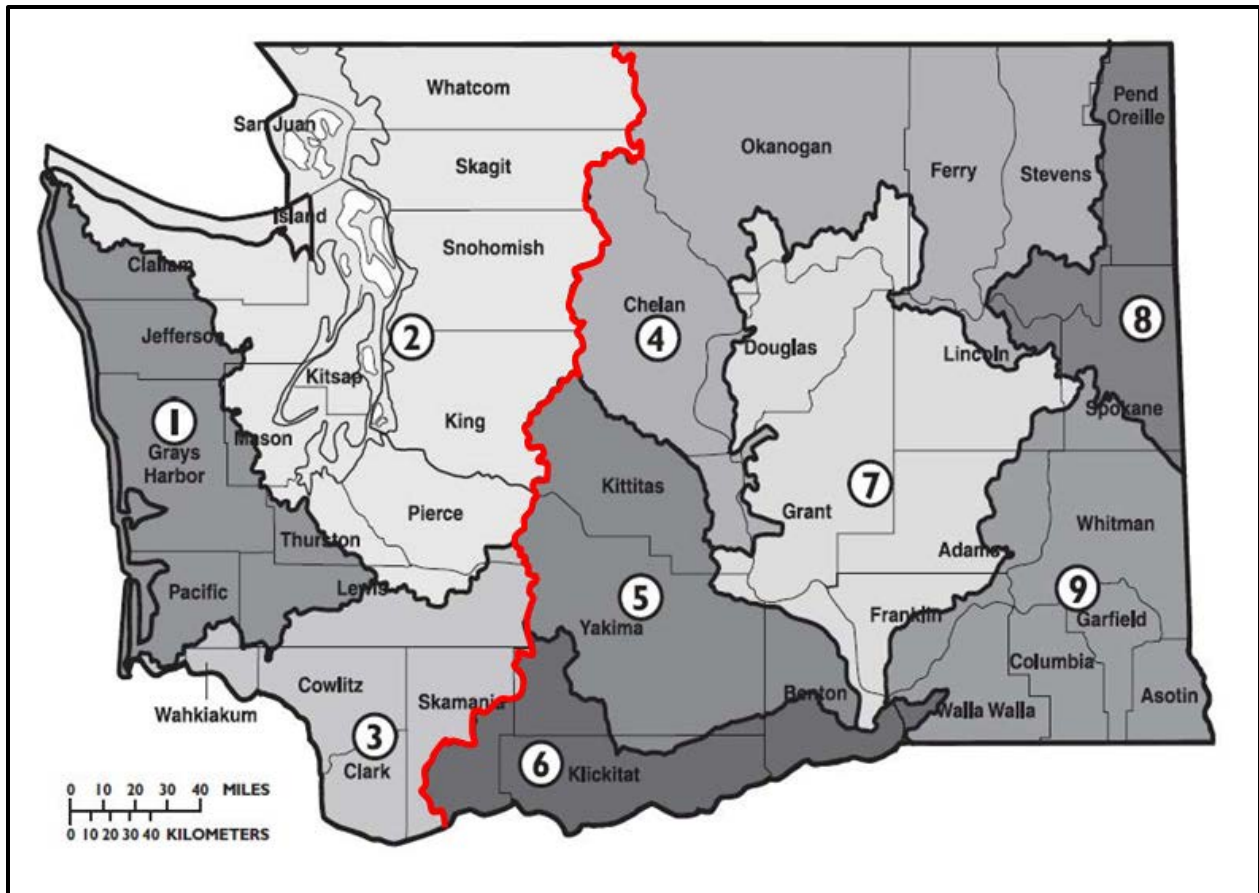 Whatcom
San Juan
Skagit
Island
Snohomish
Clallam
Jefferson
2
Kitsap
1
Grays
Harbor
Mason
King
Pierce
Thurston
Pacific
Lewis
Cowlitz
Skamania
Wahkiakum
3
Clark
Okanogan
Ferry
Stevens
Pend
Oreille
Chelan
4
Douglas
Lincoln
8
Spokane
Kittitas
7
Grant
Whitman
Adams
5
Yakima
9
Franklin
Garfield
Columbia
Benton
Walla Walla
Asotin
6
Klickitat
0 10 20 30 40 MILES
0 10 20 30 40 KILOMETERS